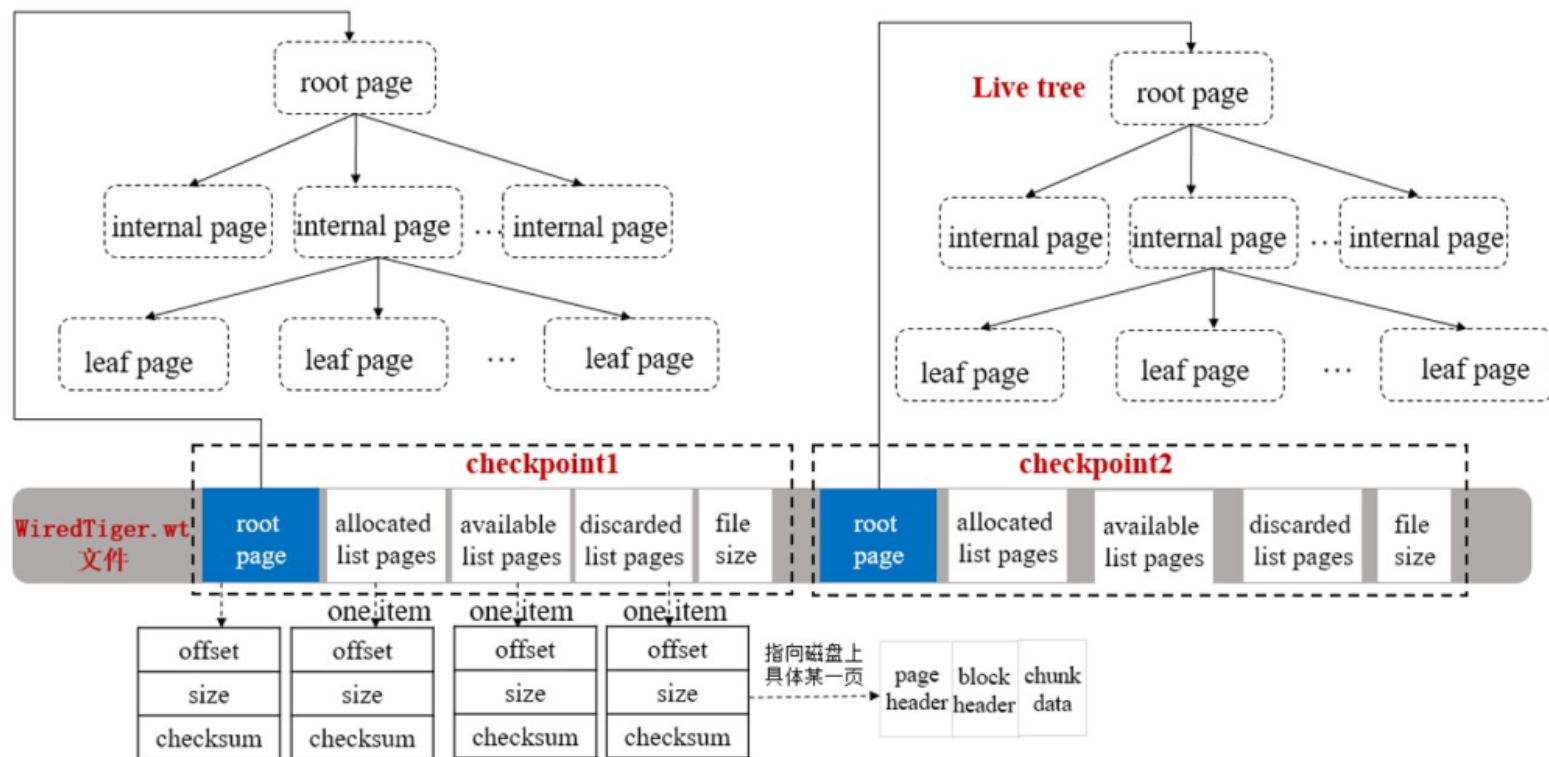 root page
internal page
internal page
…
internal page
leaf page
leaf page
…
leaf page
Live tree
root page
internal page
internal page
…
internal page
leaf page
leaf page
…
leaf page
checkpoint1
checkpoint2
WiredTiger.wt
文件
root
page
allocated
list pages
available
list pages
discarded
list pages
file
size
root
page
allocated
list pages
available
list pages
discarded
list pages
file
size
one item
one item
one item
offset
size
checksum
offset
size
checksum
offset
size
checksum
offset
size
checksum
指向磁盘上
具体某一页
page
header
block
header
chunk
data